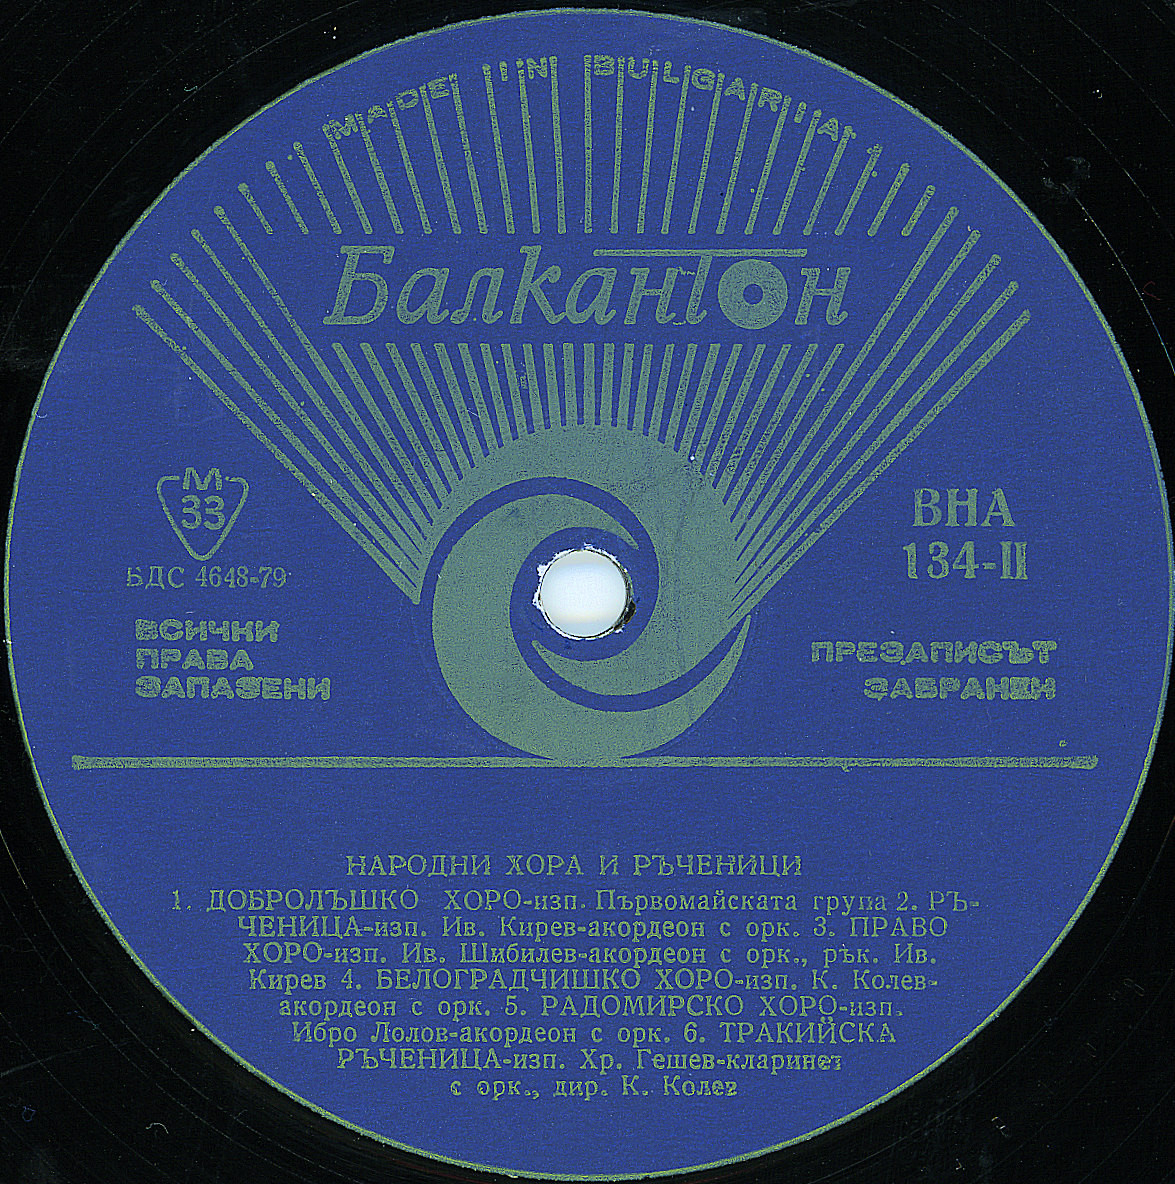 MADE IN BULGARIA
Балкантон
М
33
БДС 4648-79
ВСИЧКИ
ПРАВА
ЗАПАЗЕНИ
ВНА
134-II
ПРЕЗАПИСЪТ
ЗАБРАНЕН
НАРОДНИ ХОРА И РЪЧЕНИЦИ
1. ДОБРОЛЪШКО ХОРО-изп. Първомайската група 2. РЪ-
ЧЕНИЦА-изп. Ив. Кирев-акордеон с орк. 3. ПРАВО
ХОРО-изп. Ив. Шибилев-акордеон с орк., рък. Ив.
Кирев 4. БЕЛОГРАДЧИШКО ХОРО-изп. К. Колев-
акордеон с орк. 5. РАДОМИРСКО ХОРО-изп.
Ибро Лолов-акордеон с орк. 6. ТРАКИЙСКА
РЪЧЕНИЦА-изп. Хр. Гешев-кларинет
с орк., дир. К. Колев